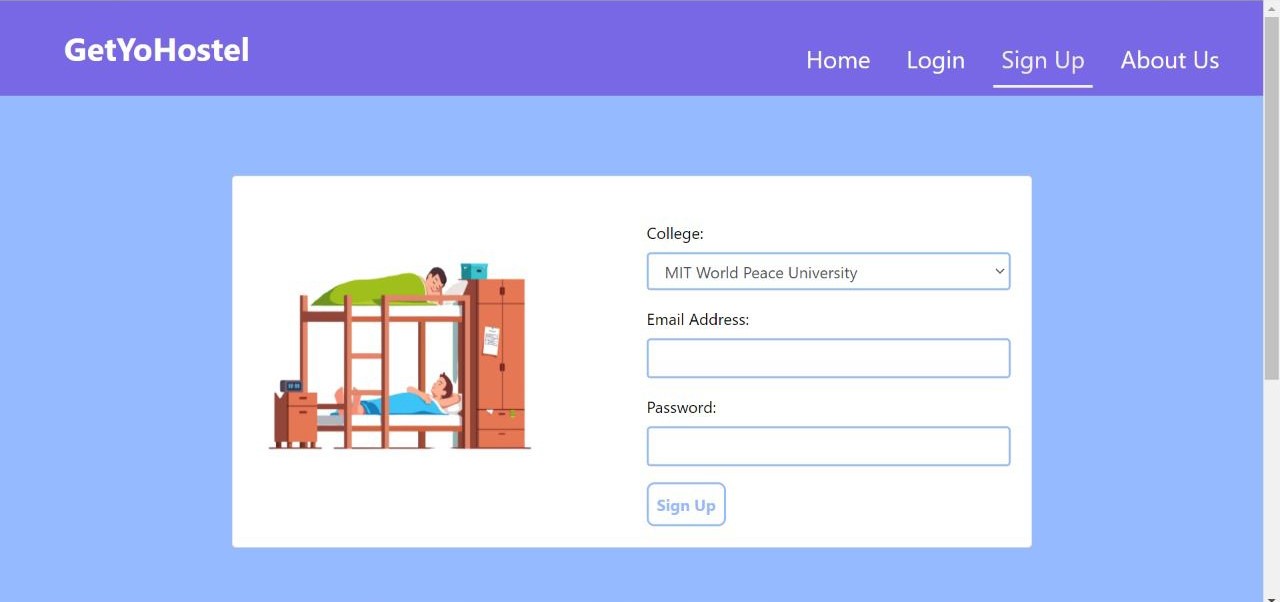 GetYoHostel
Home Login Sign Up About Us
College:
MIT World Peace University
Email Address:
Password:
Sign Up